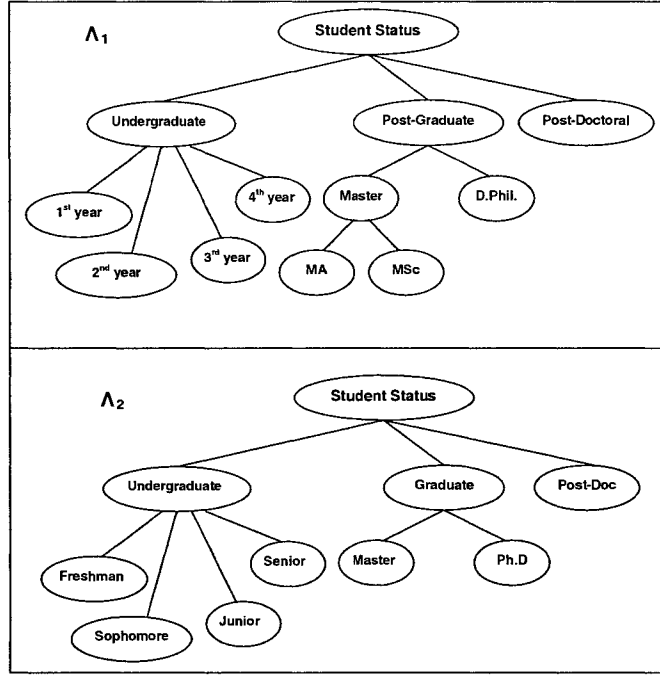 Λ1
Student Status
Undergraduate
Post-Graduate
Post-Doctoral
1st year
2nd year
3rd year
4th year
Master
D.Phil.
MA
MSc
Λ2
Student Status
Undergraduate
Graduate
Post-Doc
Freshman
Sophomore
Junior
Senior
Master
Ph.D